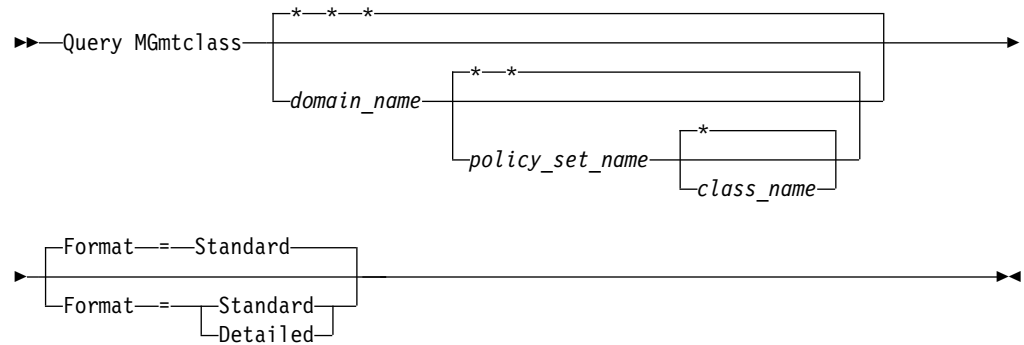 * * *
Query MGmtclass
* *
domain_name
*
policy_set_name
class_name
Format = Standard
Format = Standard
Detailed